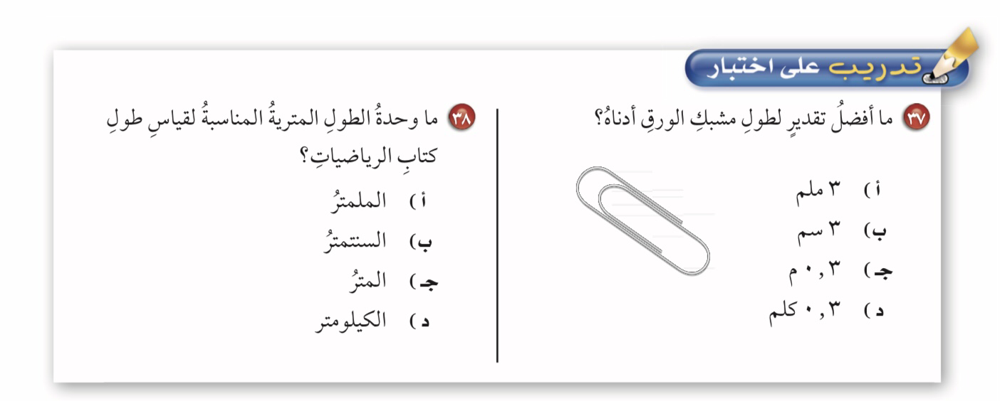 تدريب على اختبار
٣٧ ما أفضلُ تقديرٍ لطولِ مشبكِ الورقِ أدناهُ؟
أ) ٣ ملم
ب) ٣ سم
جـ) ٠,٣ م
د) ٠,٣ كلم
٣٨ ما وحدةُ الطولِ المتريةُ المناسبةُ لقياسِ طولِ
كتابِ الرياضياتِ؟
أ) الملمترُ
ب) السنتمترُ
جـ) المترُ
د) الكيلومتر